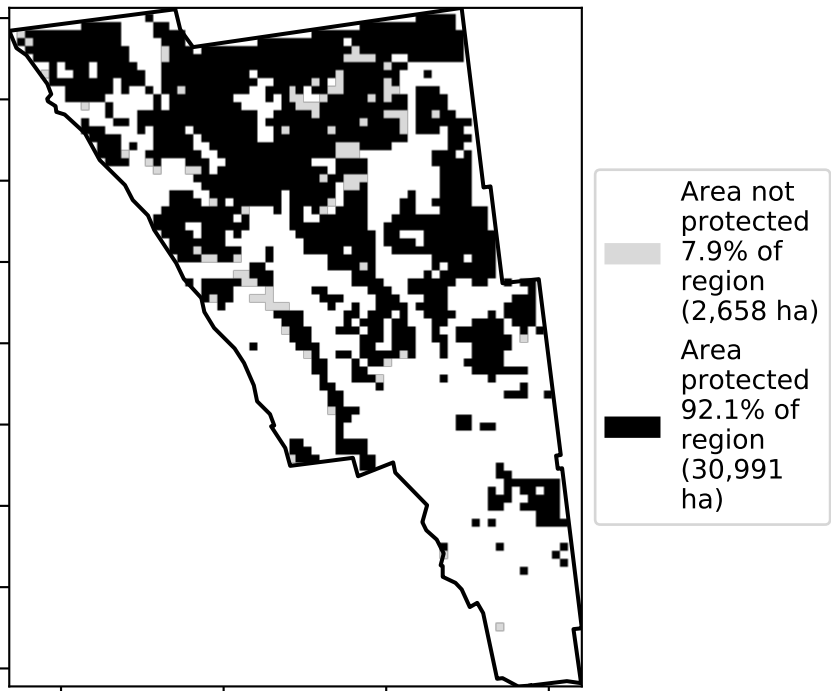 Area not
protected
7.9% of
region
(2,658 ha)
Area
protected
92.1% of
region
(30,991
ha)